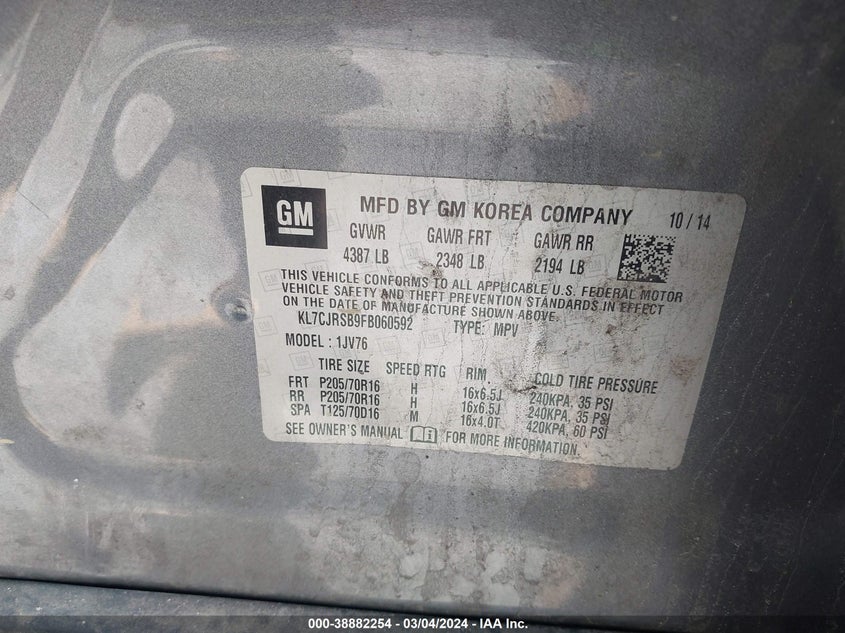 GM
MFD BY GM KOREA COMPANY 10 / 14
GVWR GAWR FRT GAWR RR
4387 LB 2348 LB 2194 LB
THIS VEHICLE CONFORMS TO ALL APPLICABLE U.S. FEDERAL MOTOR
VEHICLE SAFETY AND THEFT PREVENTION STANDARDS IN EFFECT
ON THE DATE OF MANUFACTURE SHOWN ABOVE.
KL7CJRSB9FB060592 TYPE: MPV
MODEL : 1JV76
TIRE SIZE SPEED RTG RIM COLD TIRE PRESSURE
FRT P205/70R16 H 16x6.5J 240KPA, 35 PSI
RR P205/70R16 H 16x6.5J 240KPA, 35 PSI
SPA T125/70D16 M 16x4.0T 420KPA, 60 PSI
SEE OWNER'S MANUAL FOR MORE INFORMATION.
000-38882254 - 03/04/2024 - IAA Inc.